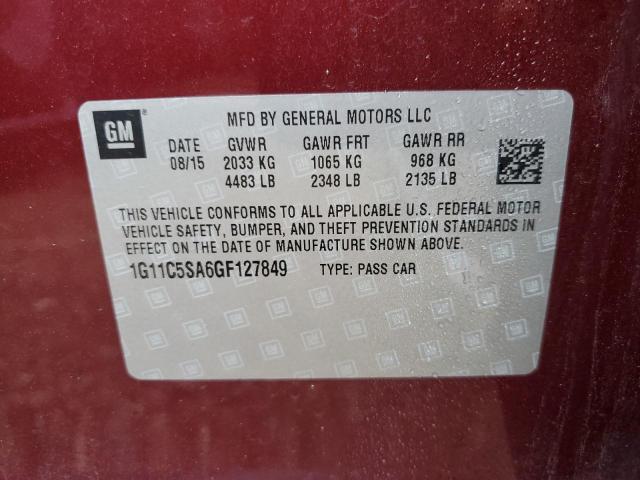 GM
MFD BY GENERAL MOTORS LLC
DATE GVWR GAWR FRT GAWR RR
08/15 2033 KG 1065 KG 968 KG
4483 LB 2348 LB 2135 LB
THIS VEHICLE CONFORMS TO ALL APPLICABLE U.S. FEDERAL MOTOR
VEHICLE SAFETY, BUMPER, AND THEFT PREVENTION STANDARDS IN
EFFECT ON THE DATE OF MANUFACTURE SHOWN ABOVE.
1G11C5SA6GF127849 TYPE: PASS CAR